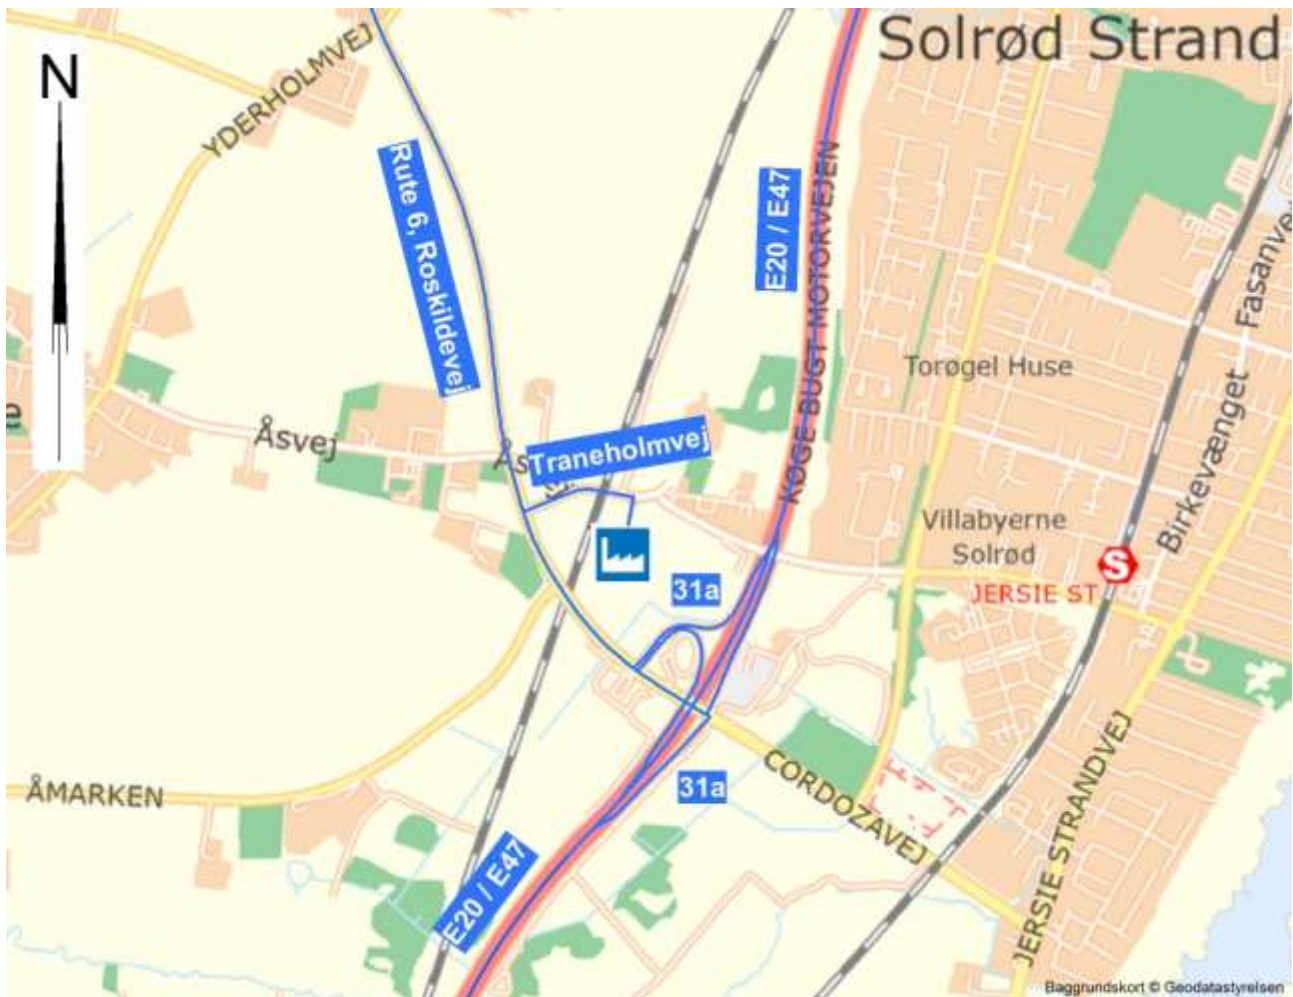 Solrød Strand
N
YDERHOLMVEJ
Rute 6, Roskildevej
E20 / E47
KØGE BUGT MOTORVEJEN
Fasanvej
Torøgel Huse
Birkevænget
Åsvej
Traneholmvej
Villabyerne
Solrød
S
JERSIE ST
31a
31a
ÅMARKEN
CORDOZAVEJ
JERSIE STRANDVEJ
E20 / E47
Baggrundskort © Geodatastyrelsen